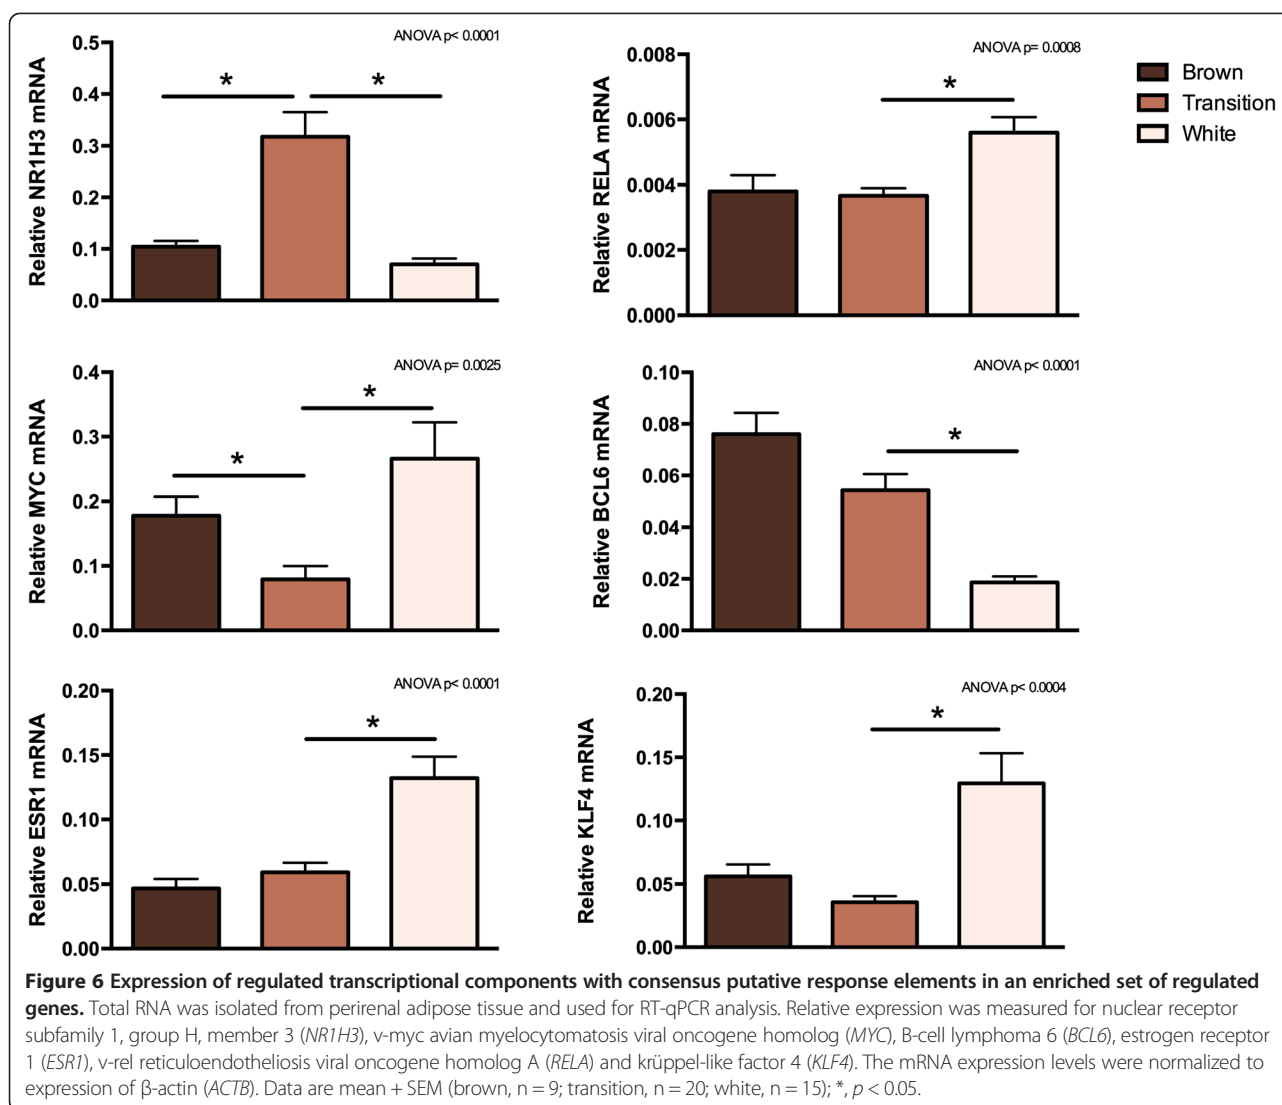 ANOVA p< 0.0001
Relative NR1H3 mRNA
0.5
0.4
0.3
0.2
0.1
0.0
*
*
ANOVA p= 0.0008
Relative RELA mRNA
0.008
0.006
0.004
0.002
0.000
*
Brown
Transition
White
ANOVA p= 0.0025
Relative MYC mRNA
0.4
0.3
0.2
0.1
0.0
*
*
ANOVA p< 0.0001
Relative BCL6 mRNA
0.10
0.08
0.06
0.04
0.02
0.00
*
ANOVA p< 0.0001
Relative ESR1 mRNA
0.20
0.15
0.10
0.05
0.00
*
ANOVA p< 0.0004
Relative KLF4 mRNA
0.20
0.15
0.10
0.05
0.00
*
Figure 6 Expression of regulated transcriptional components with consensus putative response elements in an enriched set of regulated
genes. Total RNA was isolated from perirenal adipose tissue and used for RT-qPCR analysis. Relative expression was measured for nuclear receptor
subfamily 1, group H, member 3 (NR1H3), v-myc avian myelocytomatosis viral oncogene homolog (MYC), B-cell lymphoma 6 (BCL6), estrogen receptor
1 (ESR1), v-rel reticuloendotheliosis viral oncogene homolog A (RELA) and krüppel-like factor 4 (KLF4). The mRNA expression levels were normalized to
expression of β-actin (ACTB). Data are mean + SEM (brown, n = 9; transition, n = 20; white, n = 15); *, p < 0.05.